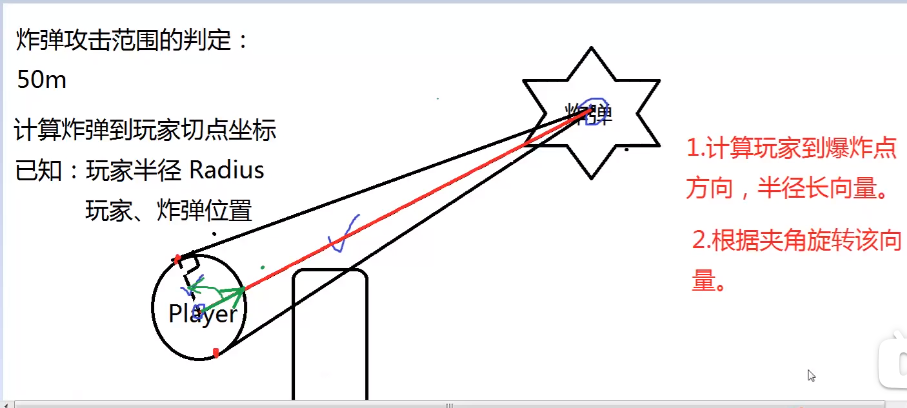 炸弹攻击范围的判定：
50m
计算炸弹到玩家切点坐标
已知：玩家半径 Radius
玩家、炸弹位置
炸弹
1.计算玩家到爆炸点
方向，半径长向量。
2.根据夹角旋转该向
量。
Player